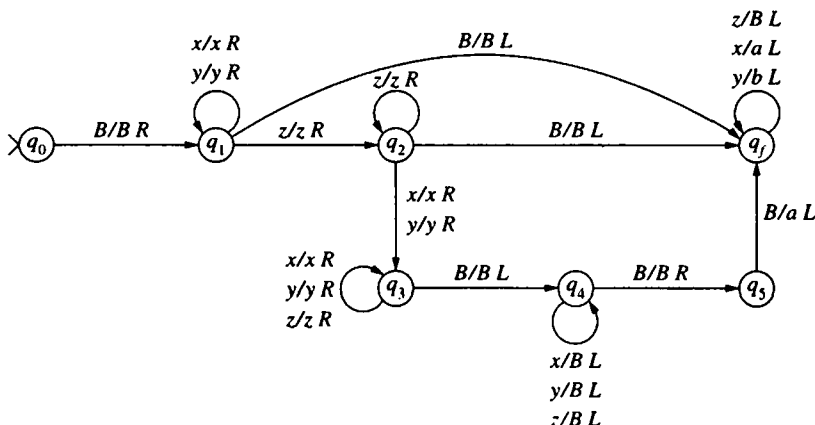 x/x R
y/y R
B/B L
z/B L
x/a L
y/b L
z/z R
q0
B/B R
q1
z/z R
q2
B/B L
qf
x/x R
y/y R
B/a L
x/x R
y/y R
z/z R
q3
B/B L
q4
B/B R
q5
x/B L
y/B L
z/B L